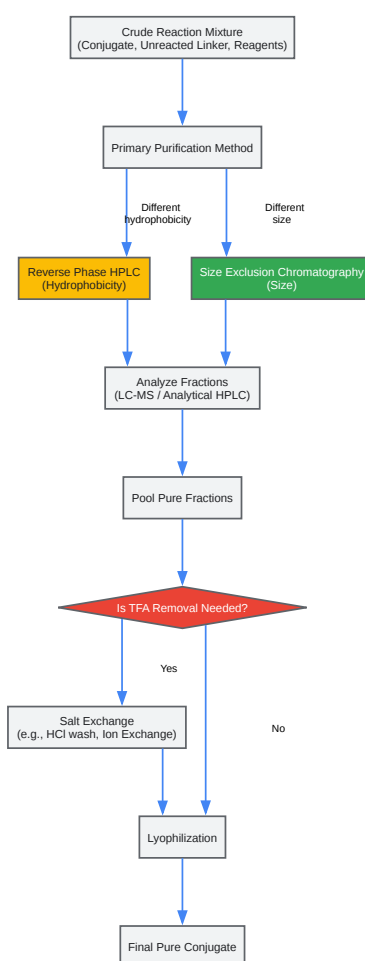 Crude Reaction Mixture
(Conjugate, Unreacted Linker, Reagents)
Primary Purification Method
Different
hydrophobicity
Different
size
Reverse Phase HPLC
(Hydrophobicity)
Size Exclusion Chromatography
(Size)
Analyze Fractions
(LC-MS / Analytical HPLC)
Pool Pure Fractions
Is TFA Removal Needed?
Yes
Salt Exchange
(e.g., HCl wash, Ion Exchange)
No
Lyophilization
Final Pure Conjugate